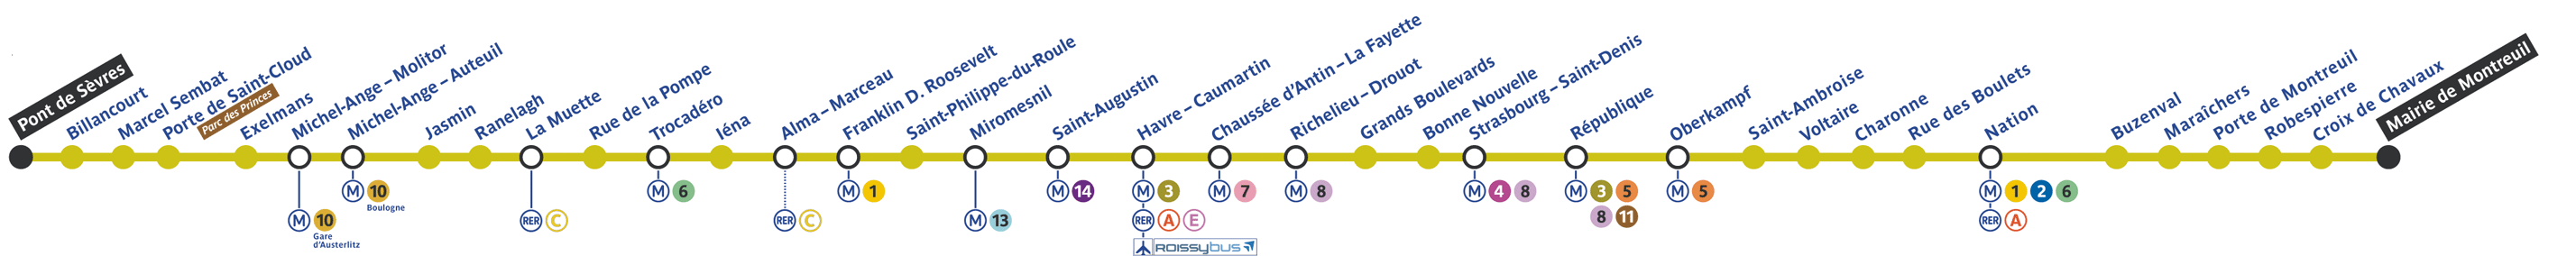 Pont de Sèvres
Billancourt
Marcel Sembat
Porte de Saint-Cloud
Parc des Princes
Exelmans
Michel-Ange – Molitor
M 10
Gare
d'Austerlitz
Michel-Ange – Auteuil
M 10
Boulogne
Jasmin
Ranelagh
La Muette
RER C
Rue de la Pompe
Trocadéro
M 6
Iéna
Alma – Marceau
RER C
Franklin D. Roosevelt
M 1
Saint-Philippe-du-Roule
Miromesnil
M 13
Saint-Augustin
M 14
Havre – Caumartin
M 3
RER A E
ROISSYBUS
Chaussée d'Antin – La Fayette
M 7
Richelieu – Drouot
M 8
Grands Boulevards
Bonne Nouvelle
Strasbourg – Saint-Denis
M 4 8
République
M 3 5
8 11
Oberkampf
M 5
Saint-Ambroise
Voltaire
Charonne
Rue des Boulets
Nation
M 1 2 6
RER A
Buzenval
Maraîchers
Porte de Montreuil
Robespierre
Croix de Chavaux
Mairie de Montreuil